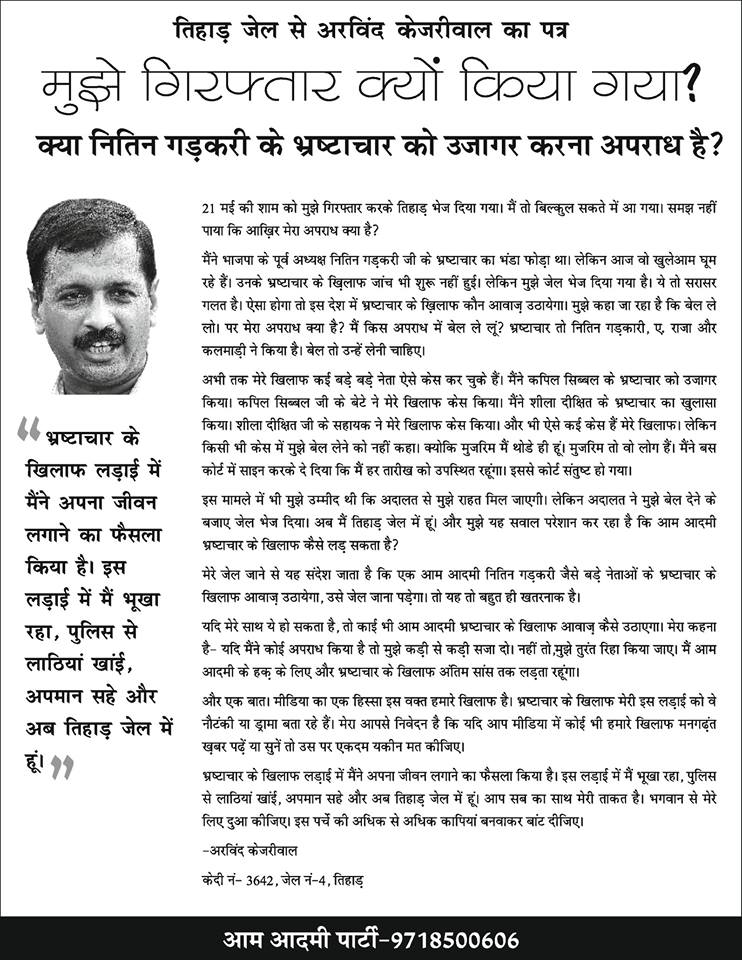 तिहाड़ जेल से अरविंद केजरीवाल का पत्र
मुझे गिरफ्तार क्यों किया गया?
क्या नितिन गड़करी के भ्रष्टाचार को उजागर करना अपराध है?
21 मई की शाम को मुझे गिरफ्तार करके तिहाड़ भेज दिया गया। मैं तो बिल्कुल सकते में आ गया। समझ नहीं
पाया कि आख़िर मेरा अपराध क्या है?
मैंने भाजपा के पूर्व अध्यक्ष नितिन गड़करी जी के भ्रष्टाचार का भंडा फोड़ा था। लेकिन आज वो खुलेआम घूम
रहे हैं। उनके भ्रष्टाचार के ख़िलाफ जांच भी शुरू नहीं हुई। लेकिन मुझे जेल भेज दिया गया है। ये तो सरासर
गलत है। ऐसा होगा तो इस देश में भ्रष्टाचार के ख़िलाफ कौन आवाज़ उठायेगा। मुझे कहा जा रहा है कि बेल ले
लो। पर मेरा अपराध क्या है? मैं किस अपराध में बेल ले लूं? भ्रष्टाचार तो नितिन गड़कारी, ए. राजा और
कलमाड़ी ने किया है। बेल तो उन्हें लेनी चाहिए।
अभी तक मेरे खिलाफ कई बड़े बड़े नेता ऐसे केस कर चुके हैं। मैंने कपिल सिब्बल के भ्रष्टाचार को उजागर
किया। कपिल सिब्बल जी के बेटे ने मेरे खिलाफ केस किया। मैंने शीला दीक्षित के भ्रष्टाचार का खुलासा
किया। शीला दीक्षित जी के सहायक ने मेरे खिलाफ केस किया। और भी ऐसे कई केस हैं मेरे खिलाफ। लेकिन
किसी भी केस में मुझे बेल लेने को नहीं कहा। क्योकि मुजरिम मैं थोडे ही हूं। मुजरिम तो वो लोग हैं। मैंने बस
कोर्ट में साइन करके दे दिया कि मैं हर तारीख को उपस्थित रहूंगा। इससे कोर्ट संतुष्ट हो गया।
इस मामले में भी मुझे उम्मीद थी कि अदालत से मुझे राहत मिल जाएगी। लेकिन अदालत ने मुझे बेल देने के
बजाए जेल भेज दिया। अब मैं तिहाड़ जेल में हूं। और मुझे यह सवाल परेशान कर रहा है कि आम आदमी
भ्रष्टाचार के खिलाफ कैसे लड़ सकता है?
मेरे जेल जाने से यह संदेश जाता है कि एक आम आदमी नितिन गड़करी जैसे बड़े नेताओं के भ्रष्टाचार के
खिलाफ आवाज़ उठायेगा, उसे जेल जाना पड़ेगा। तो यह तो बहुत ही खतरनाक है।
यदि मेरे साथ ये हो सकता है, तो काई भी आम आदमी भ्रष्टाचार के खिलाफ आवाज़ कैसे उठाएगा। मेरा कहना
है- यदि मैंने कोई अपराध किया है तो मुझे कड़ी से कड़ी सजा दो। नहीं तो,मुझे तुरंत रिहा किया जाए। मैं आम
आदमी के हक़ के लिए और भ्रष्टाचार के खिलाफ अंतिम सांस तक लड़ता रहूंगा।
और एक बात। मीडिया का एक हिस्सा इस वक्त हमारे खिलाफ है। भ्रष्टाचार के खिलाफ मेरी इस लड़ाई को वे
नौटंकी या ड्रामा बता रहे हैं। मेरा आपसे निवेदन है कि यदि आप मीडिया में कोई भी हमारे खिलाफ मनगढ़ंत
ख़बर पढ़ें या सुनें तो उस पर एकदम यकीन मत कीजिए।
भ्रष्टाचार के खिलाफ लड़ाई में मैंने अपना जीवन लगाने का फैसला किया है। इस लड़ाई में मैं भूखा रहा, पुलिस
से लाठियां खांई, अपमान सहे और अब तिहाड़ जेल में हूं। आप सब का साथ मेरी ताकत है। भगवान से मेरे
लिए दुआ कीजिए। इस पर्चे की अधिक से अधिक कापियां बनवाकर बांट दीजिए।
-अरविंद केजरीवाल
केदी नं- 3642, जेल नं-4, तिहाड़
“भ्रष्टाचार के
खिलाफ लड़ाई में
मैंने अपना जीवन
लगाने का फैसला
किया है। इस
लड़ाई में मैं भूखा
रहा, पुलिस से
लाठियां खांई,
अपमान सहे और
अब तिहाड़ जेल में
हूं।”
आम आदमी पार्टी-9718500606